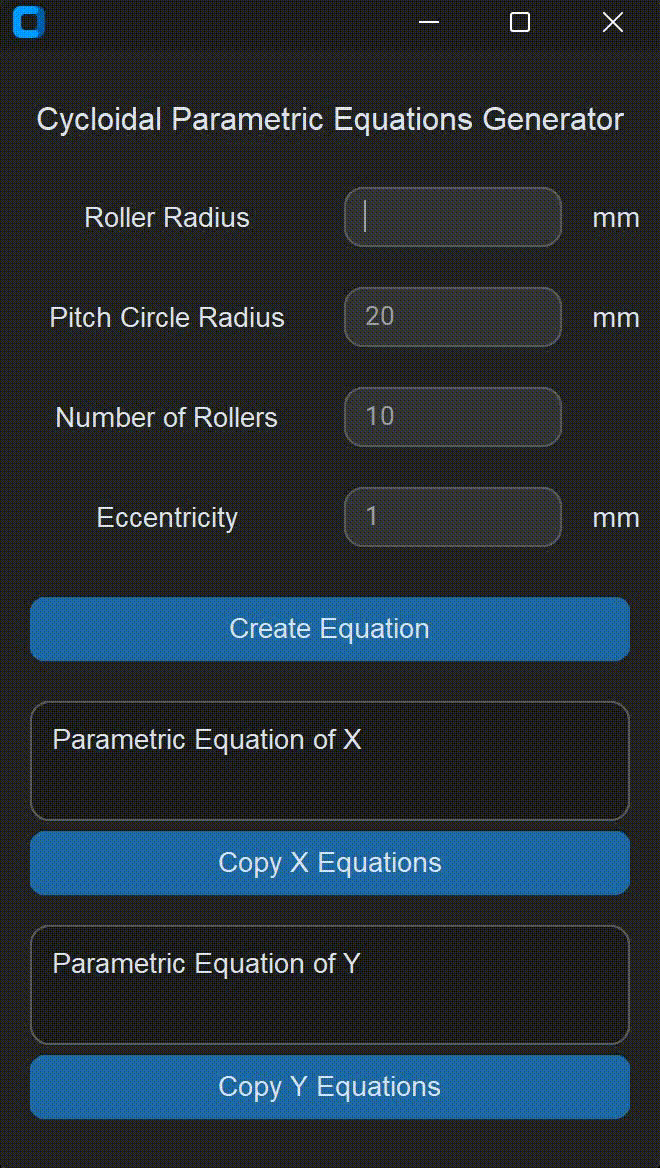 Cycloidal Parametric Equations Generator
Roller Radius mm
Pitch Circle Radius 20 mm
Number of Rollers 10
Eccentricity 1 mm
Create Equation
Parametric Equation of X
Copy X Equations
Parametric Equation of Y
Copy Y Equations